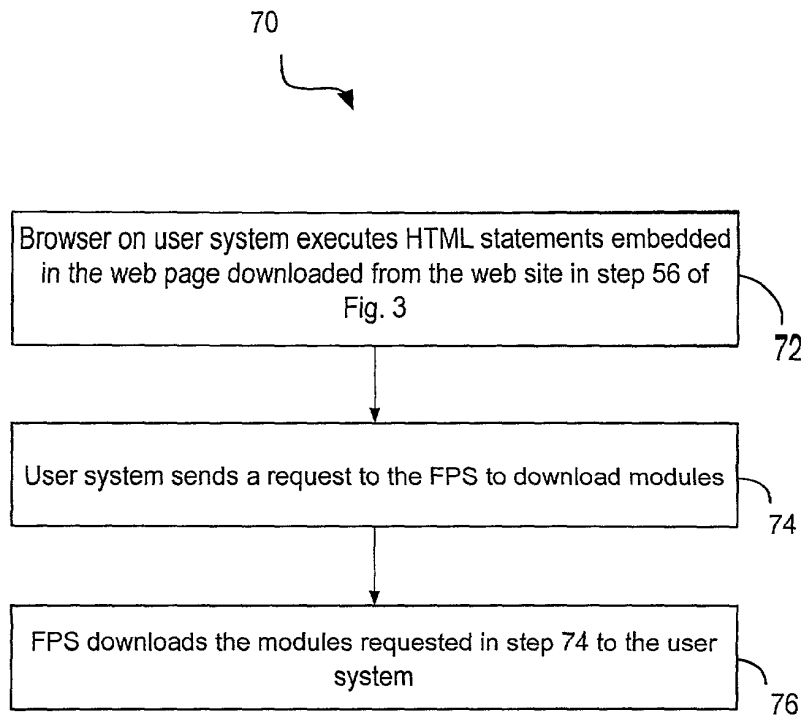 70
Browser on user system executes HTML statements embedded
in the web page downloaded from the web site in step 56 of
Fig. 3
72
User system sends a request to the FPS to download modules
74
FPS downloads the modules requested in step 74 to the user
system
76